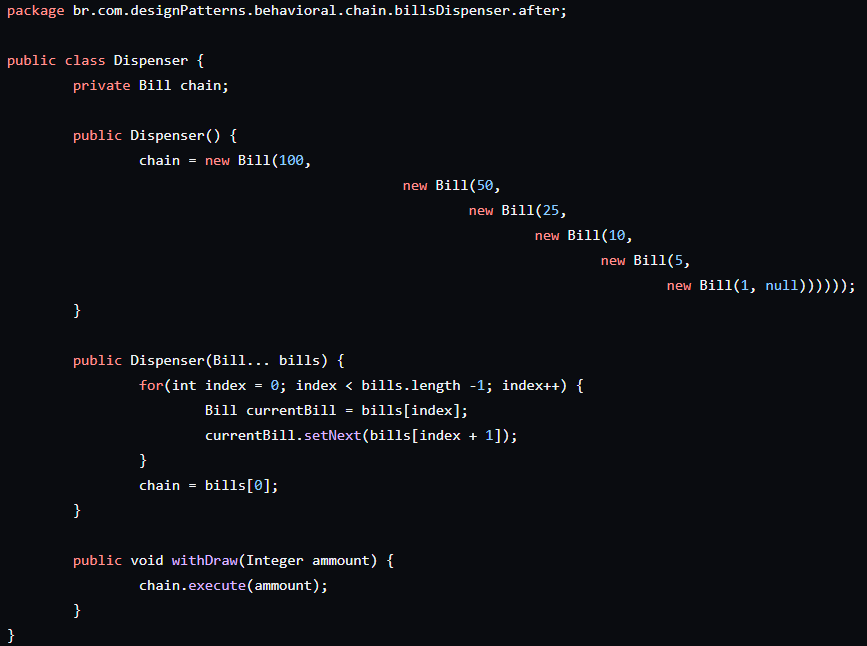 package br.com.designPatterns.behavioral.chain.billsDispenser.after;
public class Dispenser {
private Bill chain;
public Dispenser() {
chain = new Bill(100,
new Bill(50,
new Bill(25,
new Bill(10,
new Bill(5,
new Bill(1, null))))));
}
public Dispenser(Bill... bills) {
for(int index = 0; index < bills.length -1; index++) {
Bill currentBill = bills[index];
currentBill.setNext(bills[index + 1]);
}
chain = bills[0];
}
public void withDraw(Integer ammount) {
chain.execute(ammount);
}
}